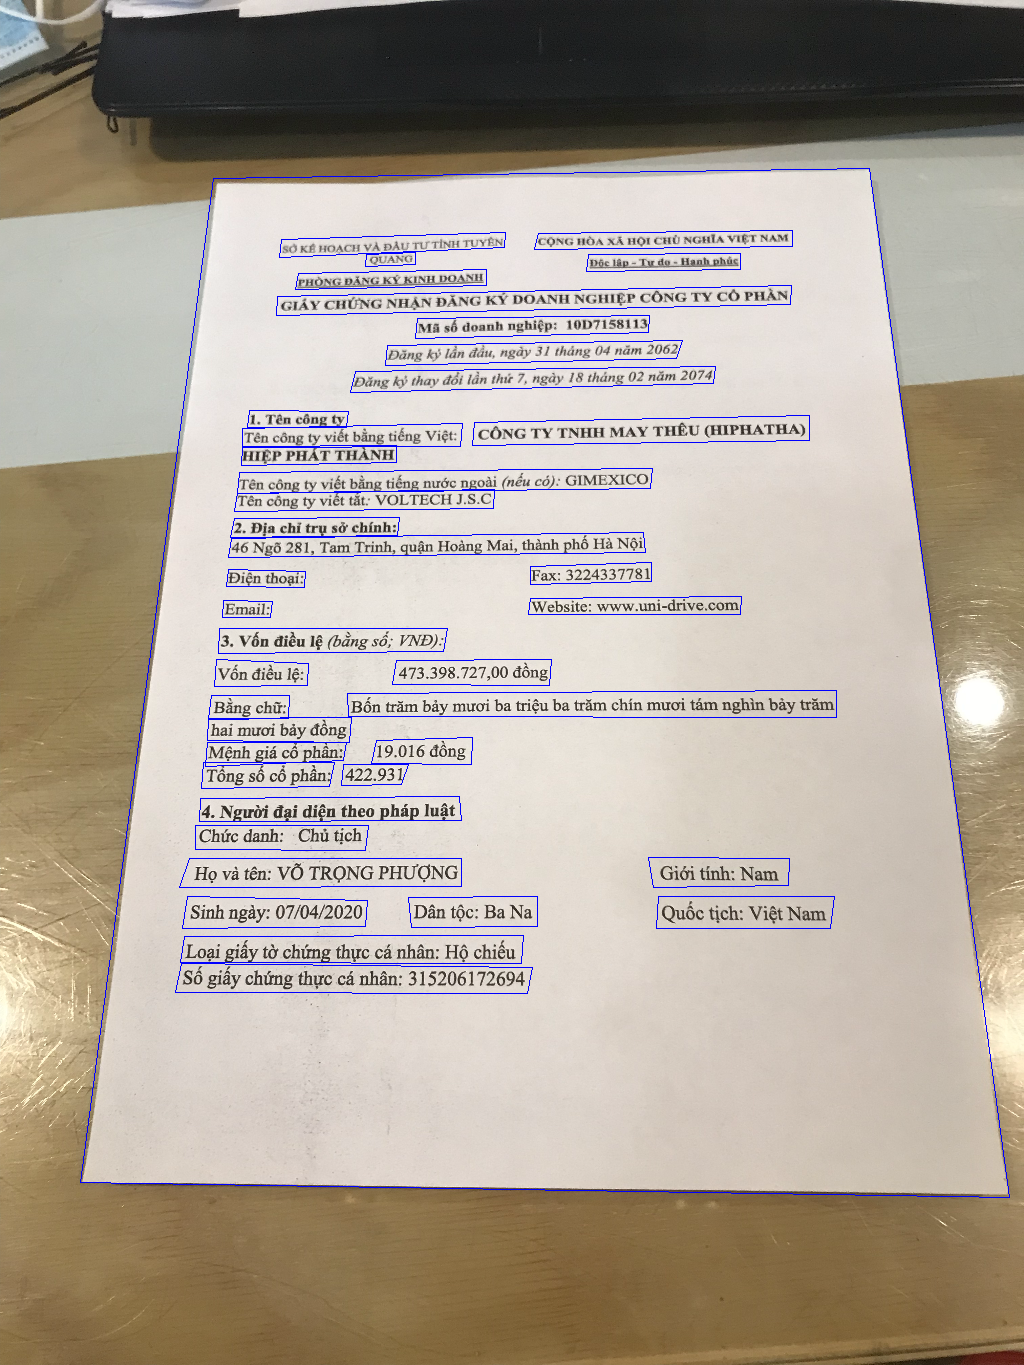 SỞ KẾ HOẠCH VÀ ĐẦU TƯ TỈNH TUYÊN QUANG
CỘNG HÒA XÃ HỘI CHỦ NGHĨA VIỆT NAM
Độc lập - Tự do - Hạnh phúc
PHÒNG ĐĂNG KÝ KINH DOANH
GIẤY CHỨNG NHẬN ĐĂNG KÝ DOANH NGHIỆP CÔNG TY CỔ PHẦN
Mã số doanh nghiệp: 10D7158113
Đăng ký lần đầu, ngày 31 tháng 04 năm 2062
Đăng ký thay đổi lần thứ 7, ngày 18 tháng 02 năm 2074
1. Tên công ty
Tên công ty viết bằng tiếng Việt: CÔNG TY TNHH MAY THÊU (HIPHATHA)
HIỆP PHÁT THÀNH
Tên công ty viết bằng tiếng nước ngoài (nếu có): GIMEXICO
Tên công ty viết tắt: VOLTECH J.S.C
2. Địa chỉ trụ sở chính:
46 Ngõ 281, Tam Trinh, quận Hoàng Mai, thành phố Hà Nội
Điện thoại: Fax: 3224337781
Email: Website: www.uni-drive.com
3. Vốn điều lệ (bằng số; VNĐ):
Vốn điều lệ: 473.398.727,00 đồng
Bằng chữ: Bốn trăm bảy mươi ba triệu ba trăm chín mươi tám nghìn bảy trăm
hai mươi bảy đồng
Mệnh giá cổ phần: 19.016 đồng
Tổng số cổ phần: 422.931
4. Người đại diện theo pháp luật
Chức danh: Chủ tịch
Họ và tên: VÕ TRỌNG PHƯỢNG Giới tính: Nam
Sinh ngày: 07/04/2020 Dân tộc: Ba Na Quốc tịch: Việt Nam
Loại giấy tờ chứng thực cá nhân: Hộ chiếu
Số giấy chứng thực cá nhân: 315206172694